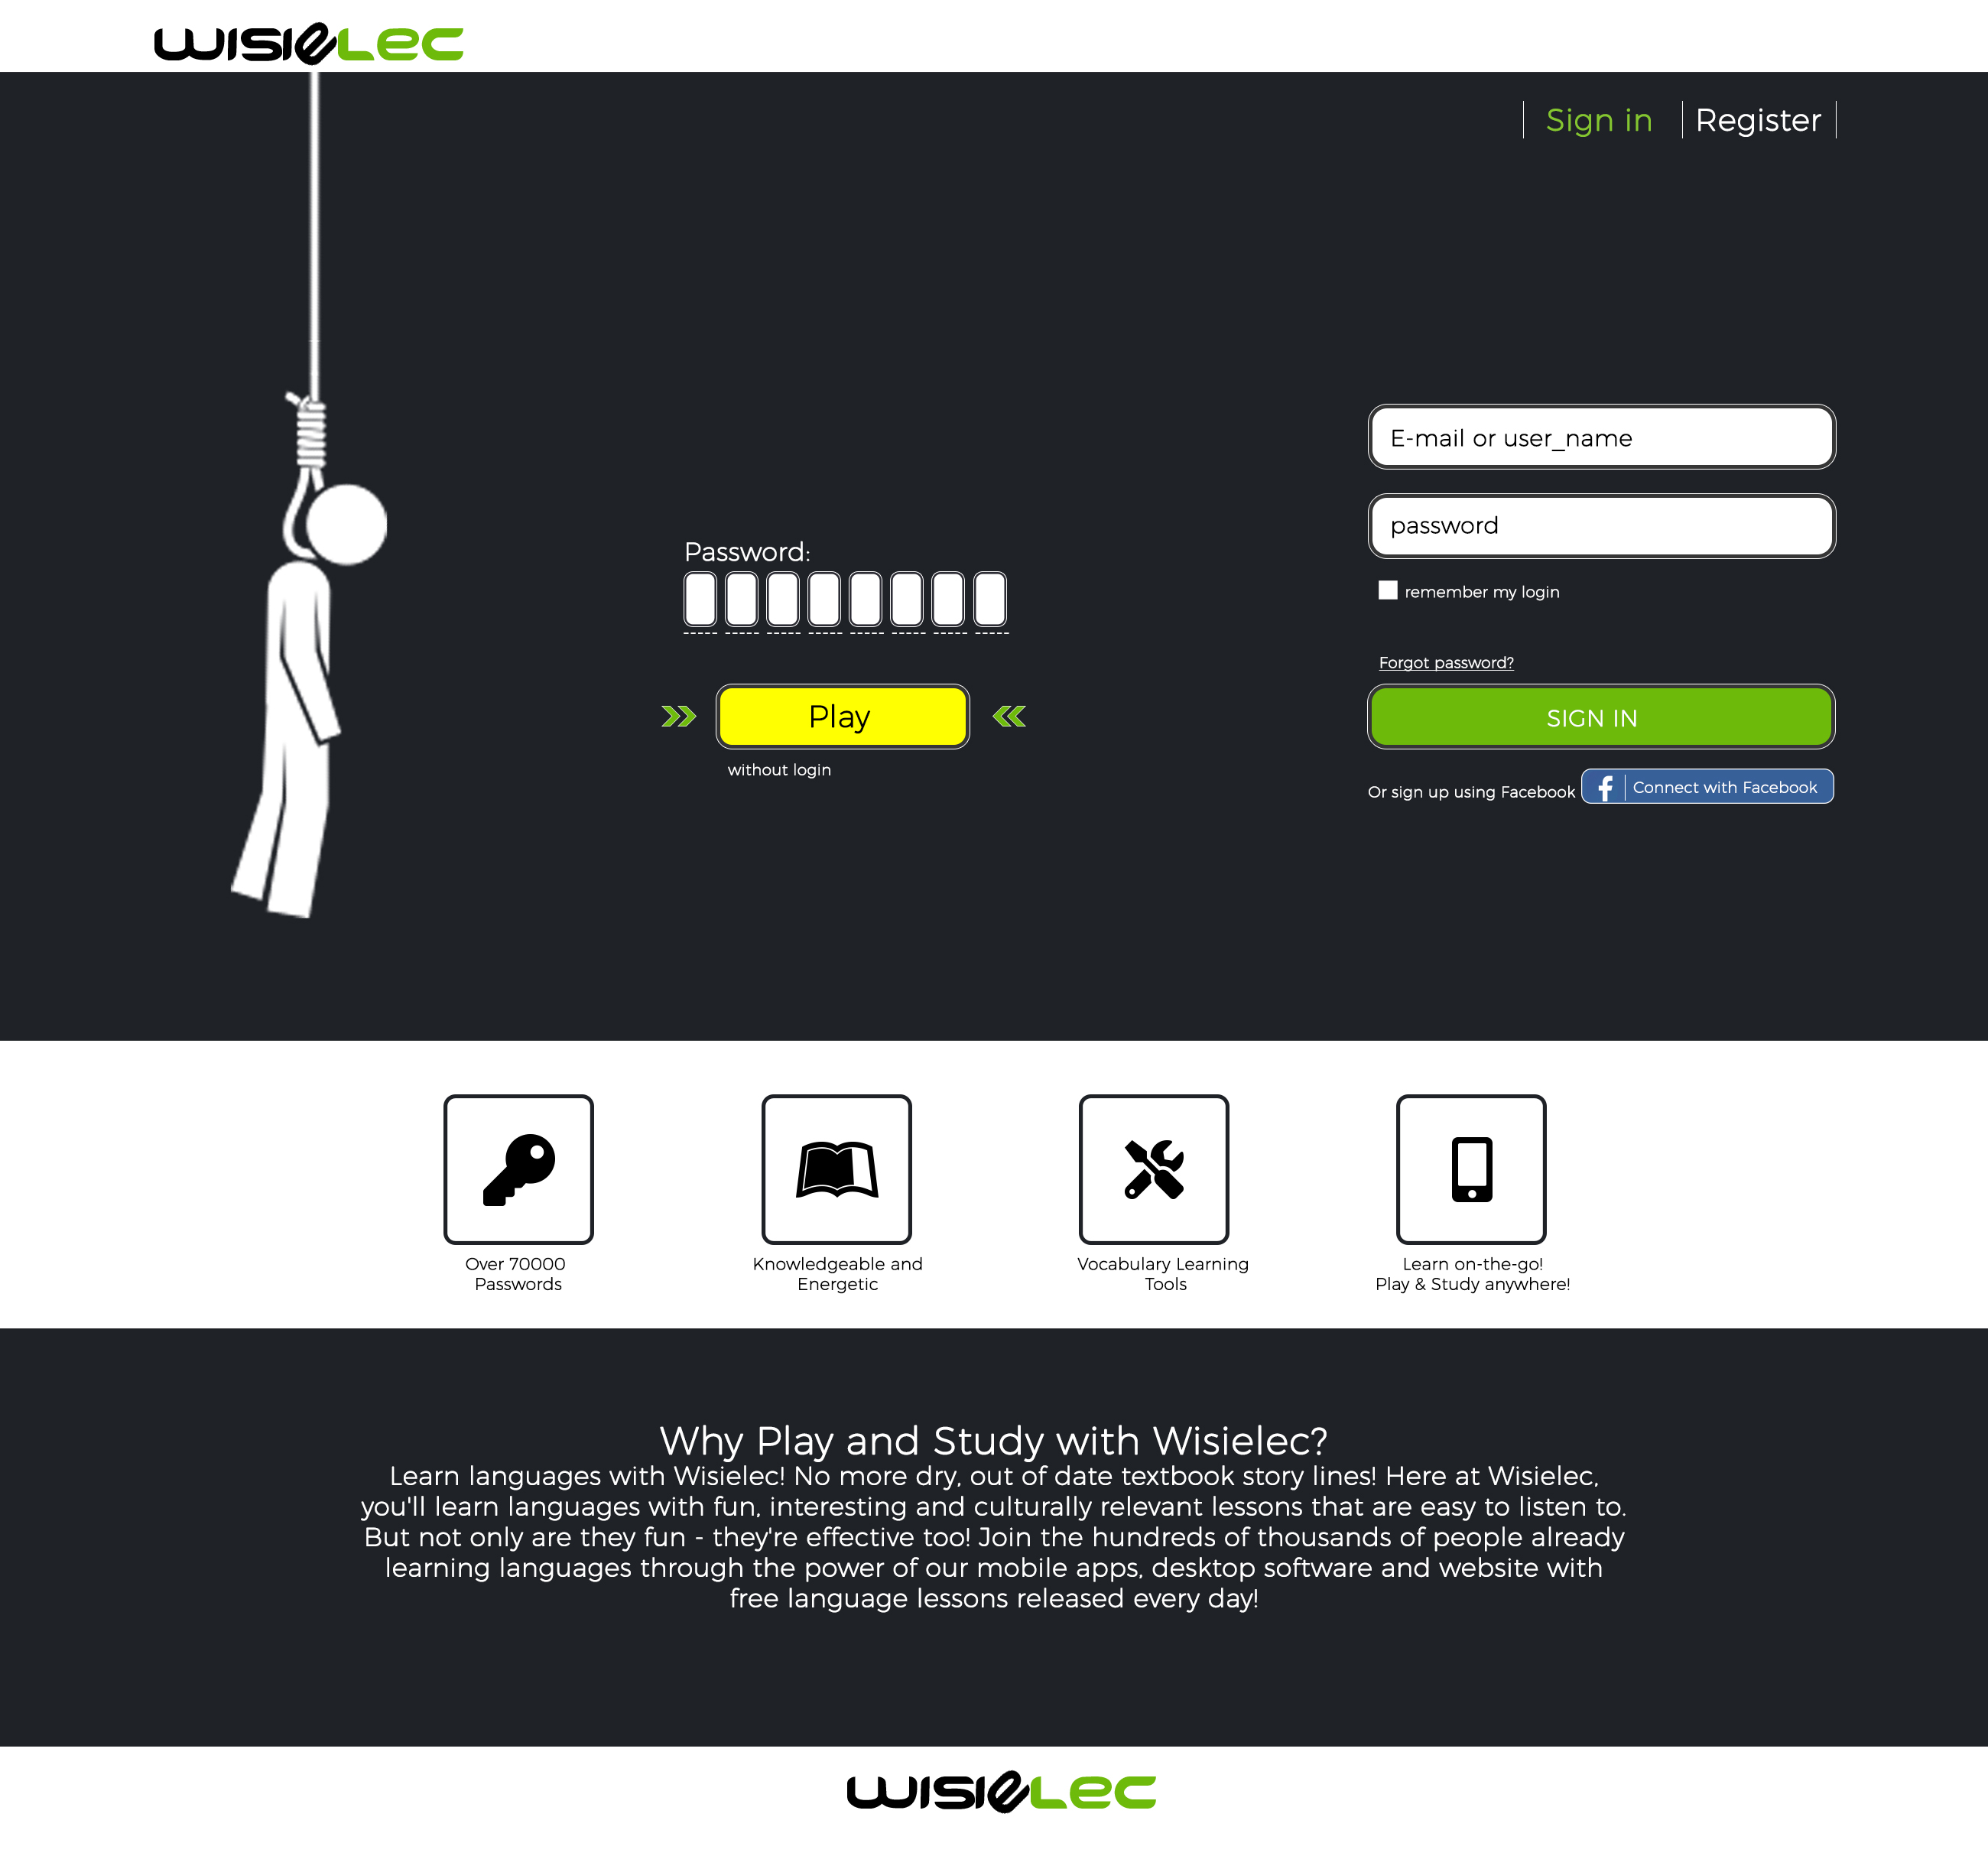 wisielec
Sign in
Register
E-mail or user_name
password
Password:
remember my login
Forgot password?
Play
SIGN IN
without login
Or sign up using Facebook
f
Connect with Facebook
Over 70000
Passwords
Knowledgeable and
Energetic
Vocabulary Learning
Tools
Learn on-the-go!
Play & Study anywhere!
Why Play and Study with Wisielec?
Learn languages with Wisielec! No more dry, out of date textbook story lines! Here at Wisielec,
you'll learn languages with fun, interesting and culturally relevant lessons that are easy to listen to.
But not only are they fun - they're effective too! Join the hundreds of thousands of people already
learning languages through the power of our mobile apps, desktop software and website with
free language lessons released every day!
wisielec